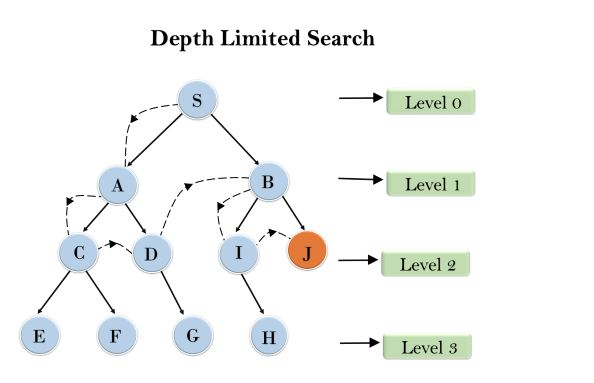 Depth Limited Search
S
Level 0
A
B
Level 1
C
D
I
J
Level 2
E
F
G
H
Level 3